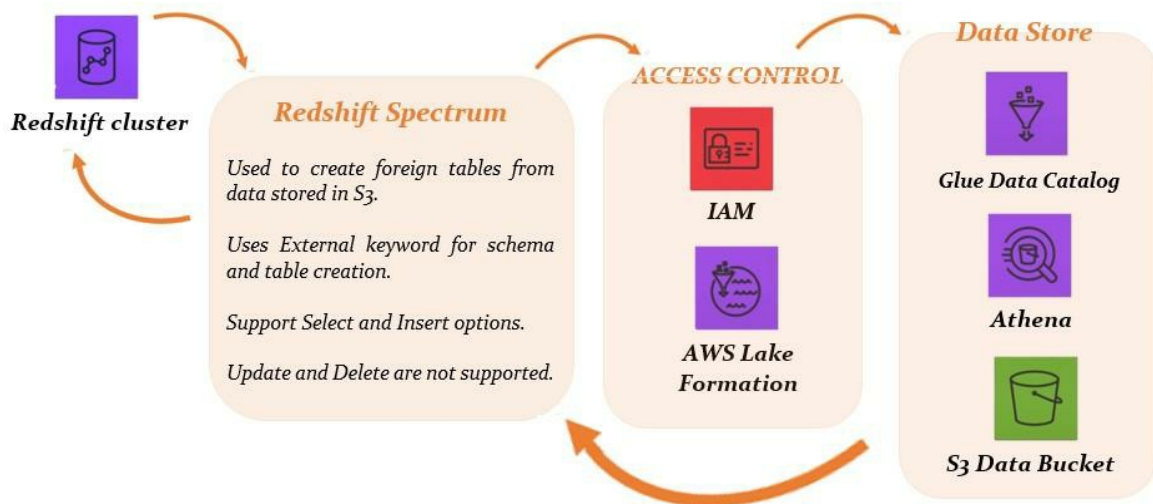 Redshift cluster
Redshift Spectrum
Used to create foreign tables from
data stored in S3.
Uses External keyword for schema
and table creation.
Support Select and Insert options.
Update and Delete are not supported.
ACCESS CONTROL
IAM
AWS Lake
Formation
Data Store
Glue Data Catalog
Athena
S3 Data Bucket